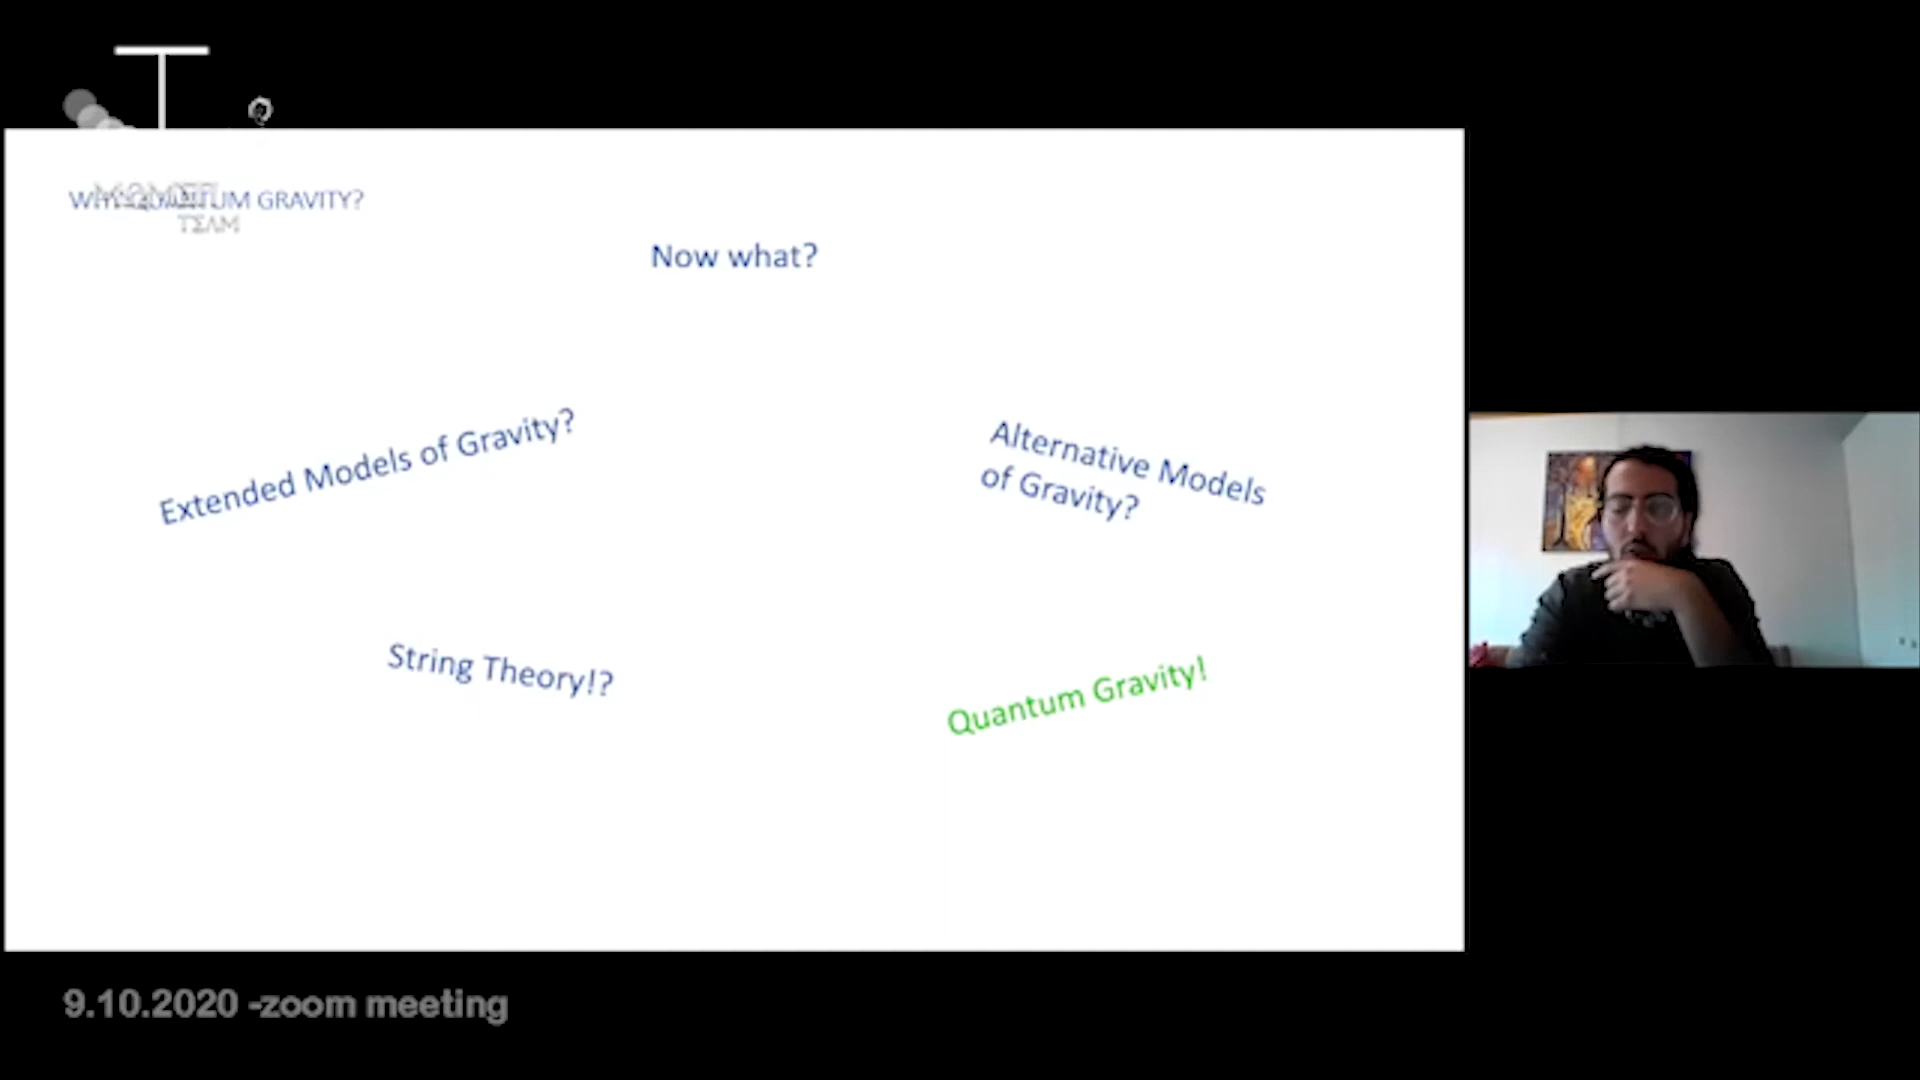 WHY QUANTUM GRAVITY?
TΣΛM
Now what?
Extended Models of Gravity?
Alternative Models
of Gravity?
String Theory!?
Quantum Gravity!
9.10.2020 -zoom meeting